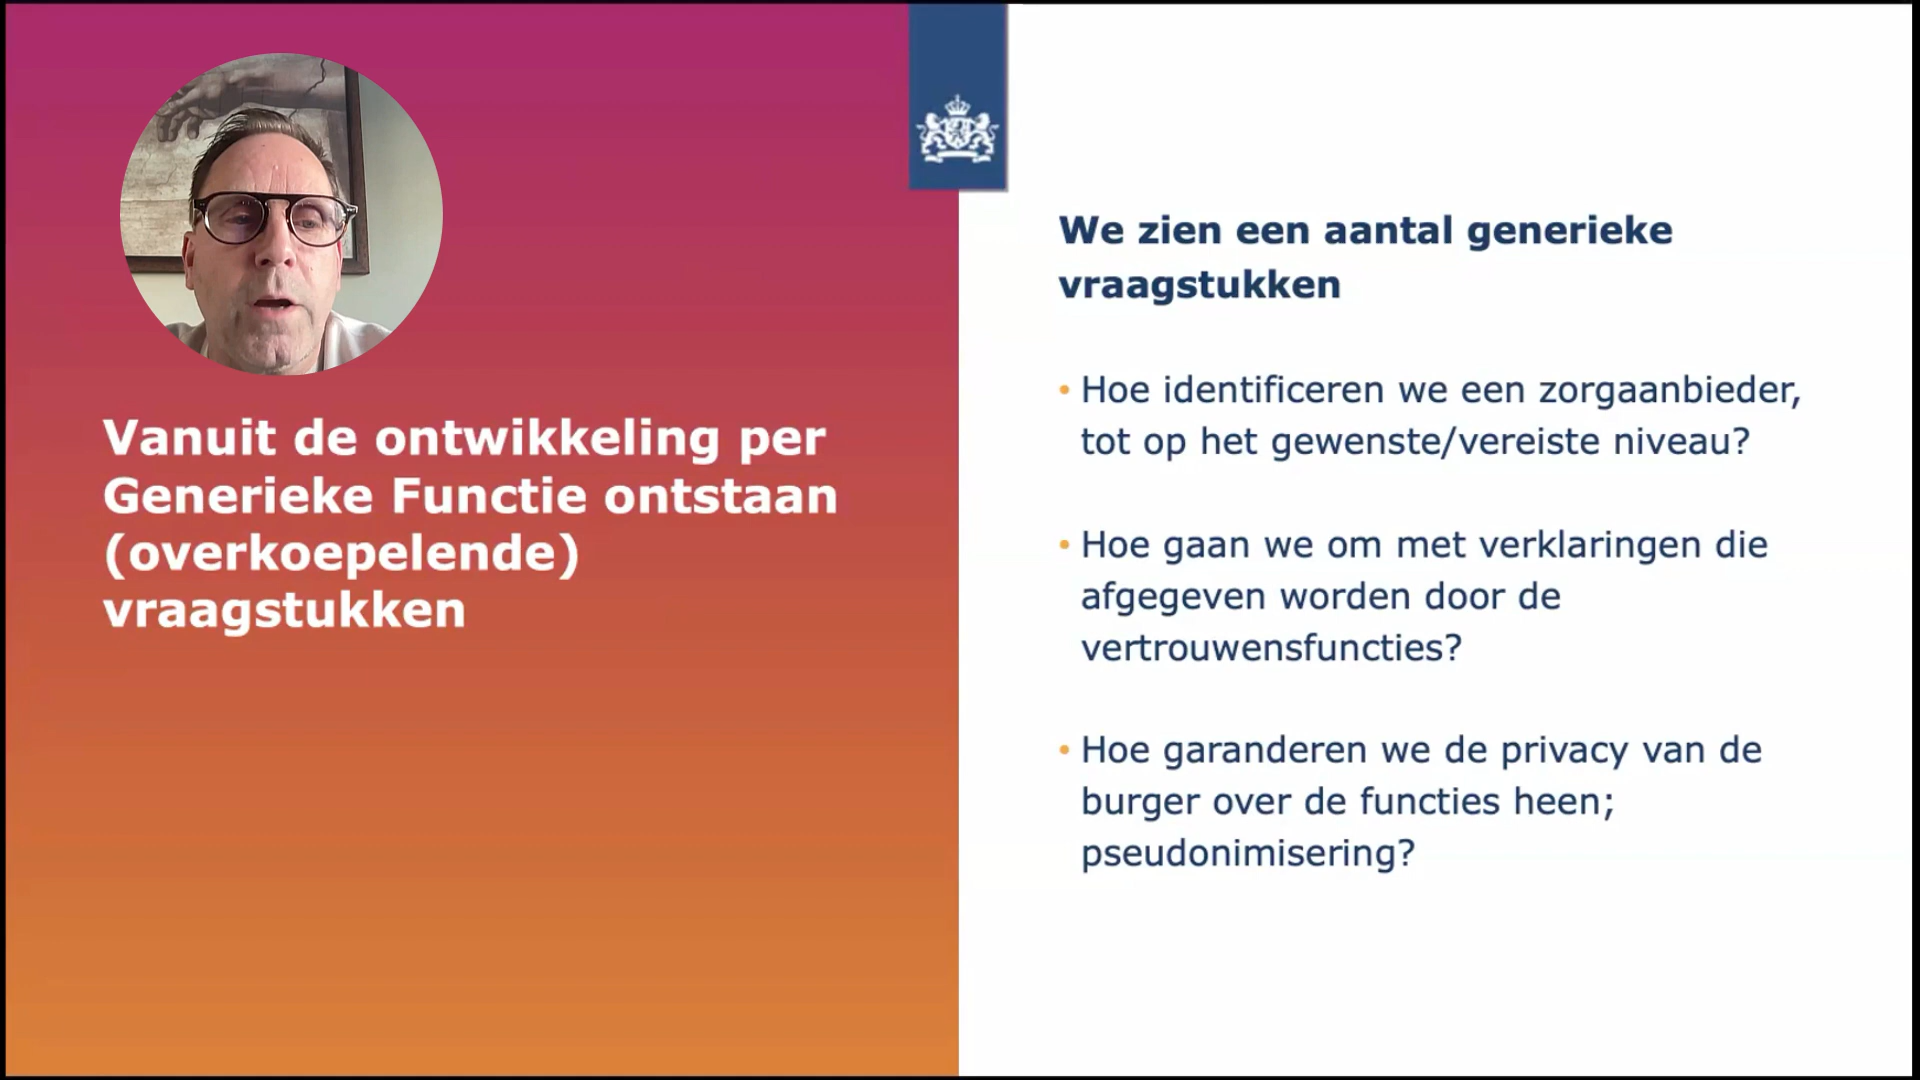 Vanuit de ontwikkeling per
Generieke Functie ontstaan
(overkoepelende)
vraagstukken
We zien een aantal generieke
vraagstukken
• Hoe identificeren we een zorgaanbieder,
tot op het gewenste/vereiste niveau?
• Hoe gaan we om met verklaringen die
afgegeven worden door de
vertrouwensfuncties?
• Hoe garanderen we de privacy van de
burger over de functies heen;
pseudonimisering?